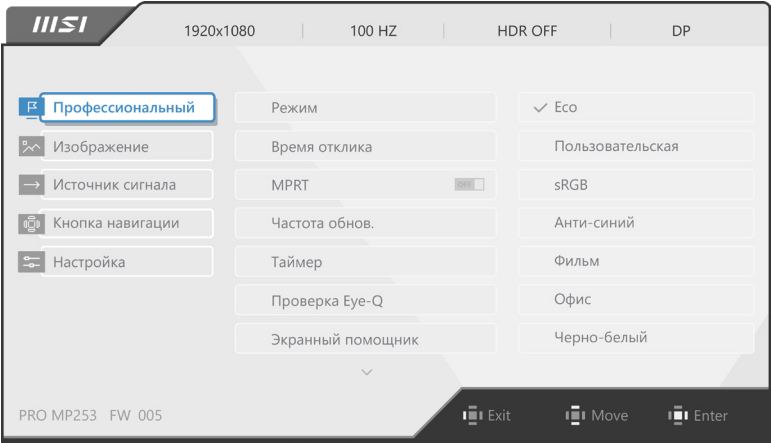 msi 1920x1080 100 HZ HDR OFF DP
Профессиональный Режим Eco
Изображение Время отклика Пользовательская
Источник сигнала MPRT OFF sRGB
Кнопка навигации Частота обнов. Анти-синий
Настройка Таймер Фильм
Проверка Eye-Q Офис
Экранный помощник Черно-белый
PRO MP253 FW 005 Exit Move Enter